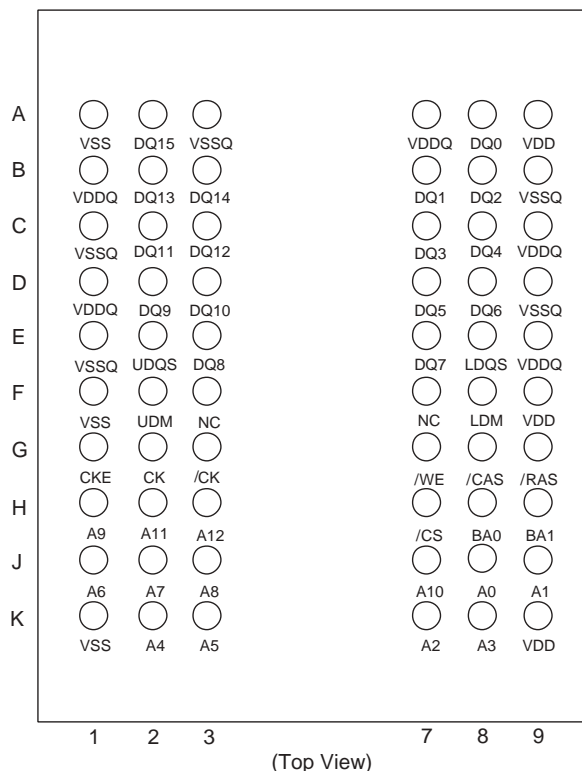 A
VSS DQ15 VSSQ VDDQ DQ0 VDD
B
VDDQ DQ13 DQ14 DQ1 DQ2 VSSQ
C
VSSQ DQ11 DQ12 DQ3 DQ4 VDDQ
D
VDDQ DQ9 DQ10 DQ5 DQ6 VSSQ
E
VSSQ UDQS DQ8 DQ7 LDQS VDDQ
F
VSS UDM NC NC LDM VDD
G
CKE CK /CK /WE /CAS /RAS
H
A9 A11 A12 /CS BA0 BA1
J
A6 A7 A8 A10 A0 A1
K
VSS A4 A5 A2 A3 VDD
1 2 3 7 8 9
(Top View)